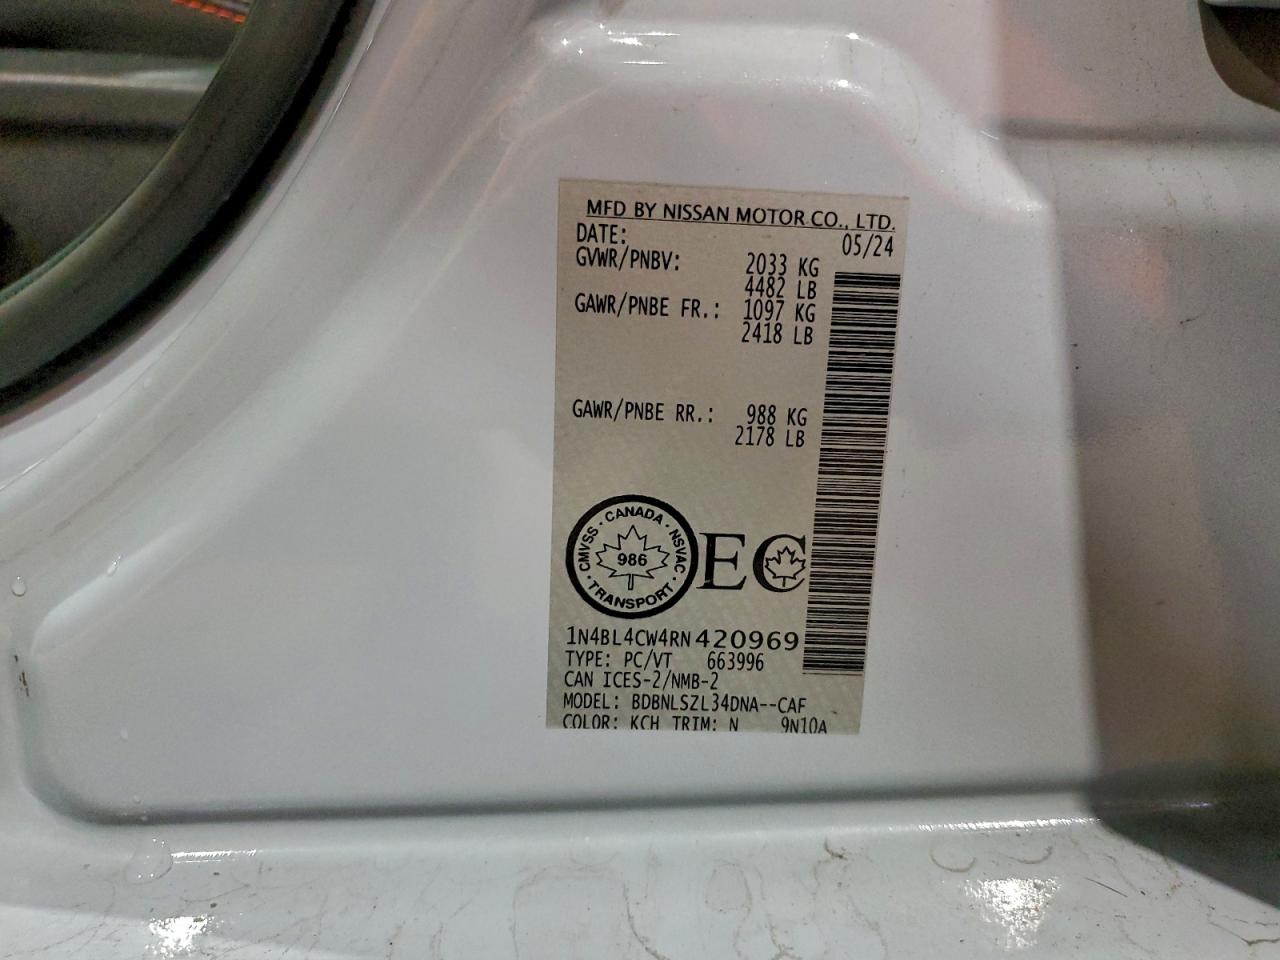 MFD BY NISSAN MOTOR CO., LTD.
DATE: 05/24
GVWR/PNBV: 2033 KG
4482 LB
GAWR/PNBE FR.: 1097 KG
2418 LB
GAWR/PNBE RR.: 988 KG
2178 LB
CMVSS · CANADA · NSVAC · TRANSPORT ·
986
EC
1N4BL4CW4RN420969
TYPE: PC/VT 663996
CAN ICES-2/NMB-2
MODEL: BDBNLSZL34DNA--CAF
COLOR: KCH TRIM: N 9N10A